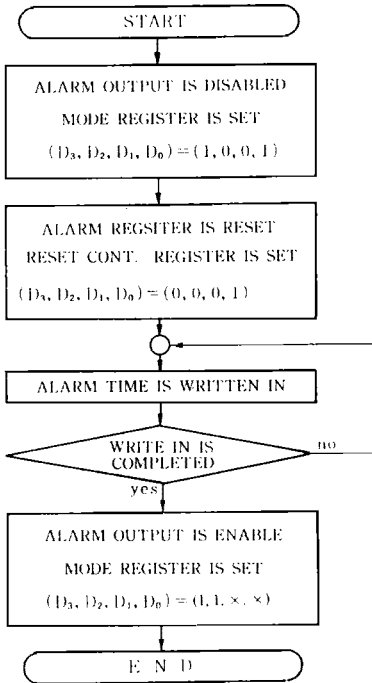 START
ALARM OUTPUT IS DISABLED
MODE REGISTER IS SET
(D₃, D₂, D₁, D₀)=(1, 0, 0, 1)
ALARM REGSITER IS RESET
RESET CONT. REGISTER IS SET
(D₃, D₂, D₁, D₀)=(0, 0, 0, 1)
ALARM TIME IS WRITTEN IN
WRITE IN IS
COMPLETED
no
yes
ALARM OUTPUT IS ENABLE
MODE REGISTER IS SET
(D₃, D₂, D₁, D₀)=(1, 1, ×, ×)
E N D